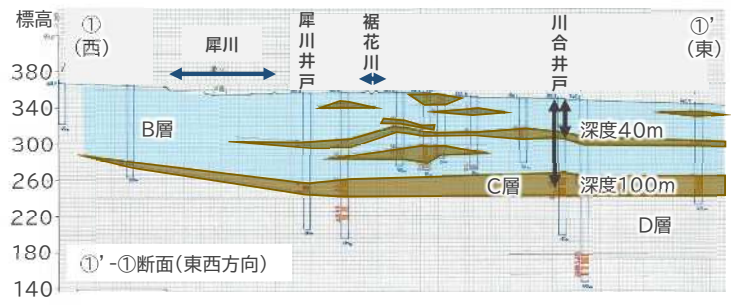 標高
①
(西)
犀川
犀川井戸
裾花川
川合井戸
①’
(東)
380
340
300
260
220
180
140
B層
深度40m
C層
深度100m
D層
①’-①断面(東西方向)